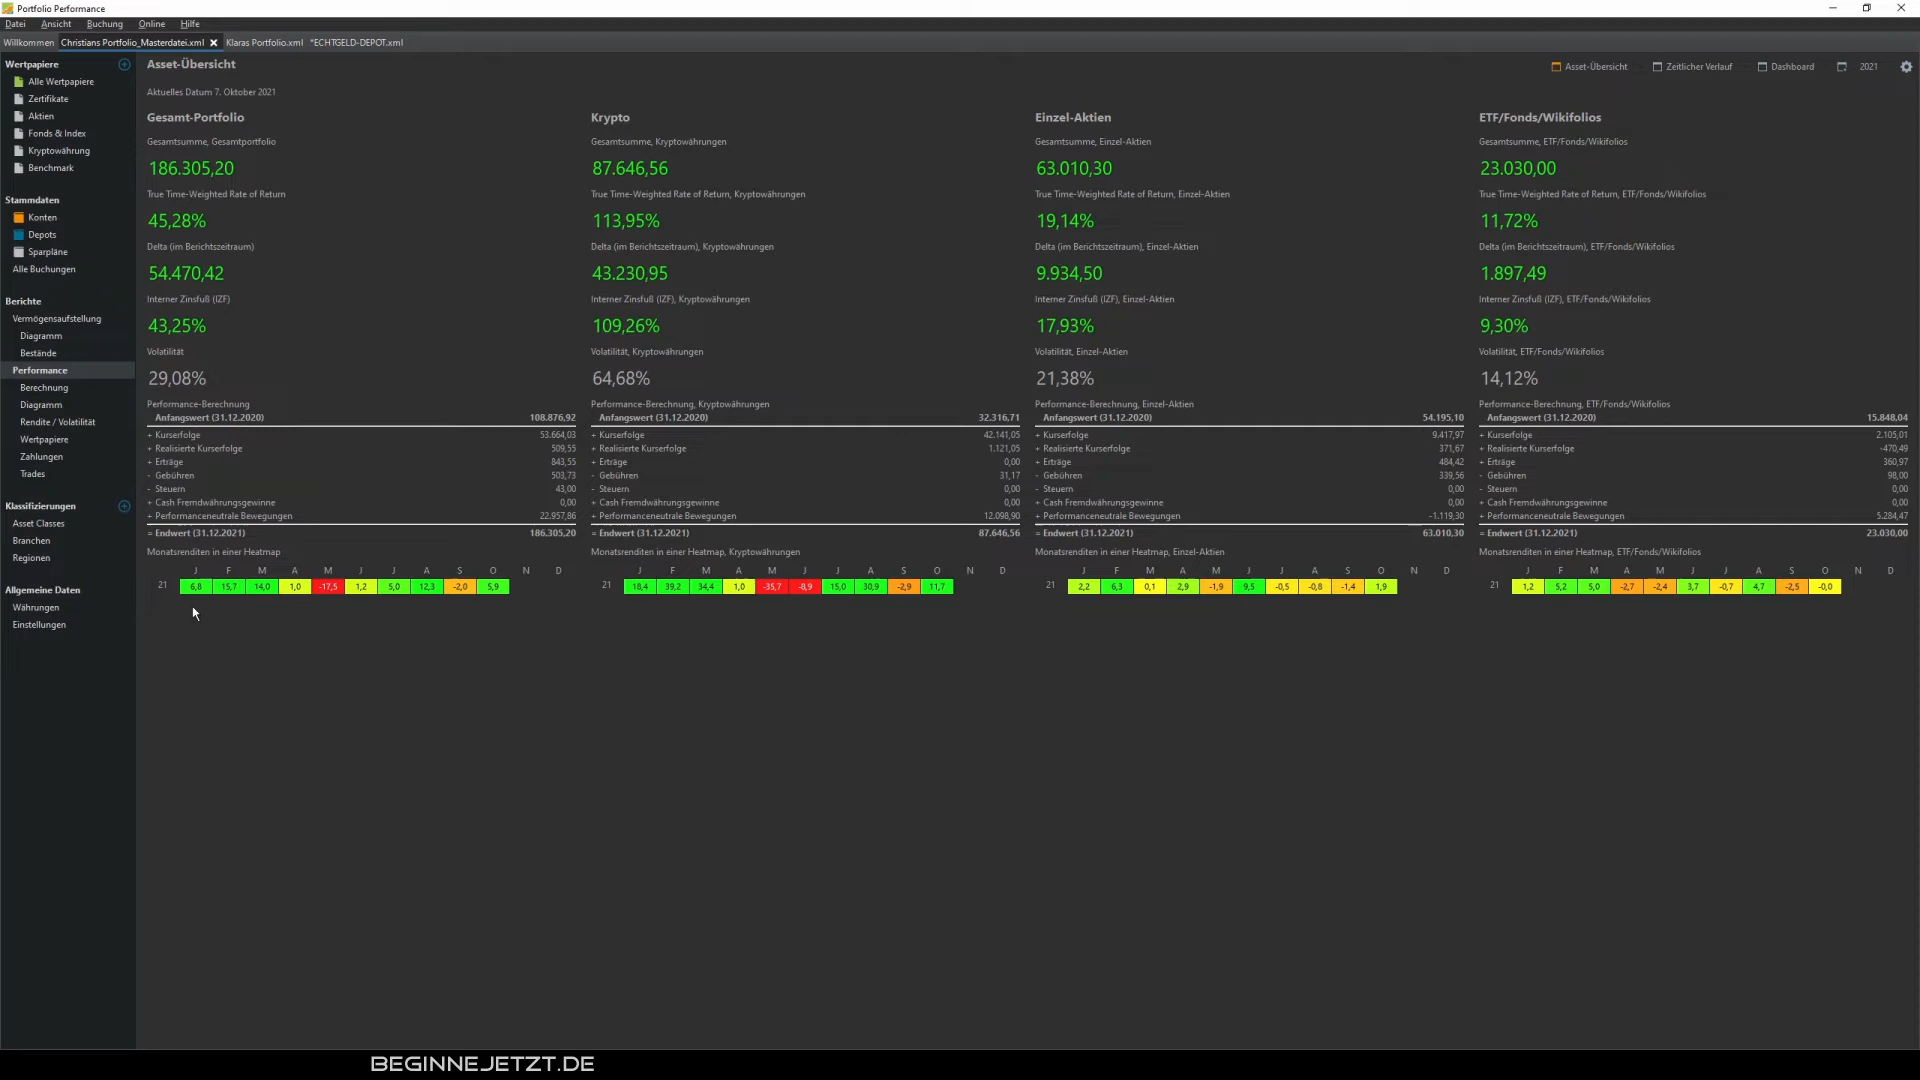 Portfolio Performance
Datei Ansicht Buchung Online Hilfe
Willkommen Christians Portfolio_Masterdatei.xml Klaras Portfolio.xml *ECHTGELD-DEPOT.xml
Wertpapiere
Alle Wertpapiere
Zertifikate
Aktien
Fonds & Index
Kryptowährung
Benchmark
Stammdaten
Konten
Depots
Sparpläne
Alle Buchungen
Berichte
Vermögensaufstellung
Diagramm
Bestände
Performance
Berechnung
Diagramm
Rendite / Volatilität
Wertpapiere
Zahlungen
Trades
Klassifizierungen
Asset Classes
Branchen
Regionen
Allgemeine Daten
Währungen
Einstellungen
Asset-Übersicht
Asset-Übersicht Zeitlicher Verlauf Dashboard 2021
Aktuelles Datum 7. Oktober 2021
Gesamt-Portfolio
Gesamtsumme, Gesamtportfolio
186.305,20
True Time-Weighted Rate of Return
45,28%
Delta (im Berichtszeitraum)
54.470,42
Interner Zinsfuß (IZF)
43,25%
Volatilität
29,08%
Performance-Berechnung
Anfangswert (31.12.2020) 108.876,92
+ Kurserfolge 53.664,03
+ Realisierte Kurserfolge 509,55
+ Erträge 843,55
- Gebühren 503,73
- Steuern 43,00
+ Cash Fremdwährungsgewinne 0,00
+ Performanceneutrale Bewegungen 22.957,86
= Endwert (31.12.2021) 186.305,20
Monatsrenditen in einer Heatmap
J F M A M J J A S O N D
21 6,8 15,7 14,0 1,0 -17,5 1,2 5,0 12,3 -2,0 5,9
Krypto
Gesamtsumme, Kryptowährungen
87.646,56
True Time-Weighted Rate of Return, Kryptowährungen
113,95%
Delta (im Berichtszeitraum), Kryptowährungen
43.230,95
Interner Zinsfuß (IZF), Kryptowährungen
109,26%
Volatilität, Kryptowährungen
64,68%
Performance-Berechnung, Kryptowährungen
Anfangswert (31.12.2020) 32.316,71
+ Kurserfolge 42.141,05
+ Realisierte Kurserfolge 1.121,05
+ Erträge 0,00
- Gebühren 31,17
- Steuern 0,00
+ Cash Fremdwährungsgewinne 0,00
+ Performanceneutrale Bewegungen 12.098,90
= Endwert (31.12.2021) 87.646,56
Monatsrenditen in einer Heatmap, Kryptowährungen
J F M A M J J A S O N D
21 18,4 39,2 34,4 1,0 -35,7 -8,9 15,0 30,9 -2,9 11,7
Einzel-Aktien
Gesamtsumme, Einzel-Aktien
63.010,30
True Time-Weighted Rate of Return, Einzel-Aktien
19,14%
Delta (im Berichtszeitraum), Einzel-Aktien
9.934,50
Interner Zinsfuß (IZF), Einzel-Aktien
17,93%
Volatilität, Einzel-Aktien
21,38%
Performance-Berechnung, Einzel-Aktien
Anfangswert (31.12.2020) 54.195,10
+ Kurserfolge 9.417,97
+ Realisierte Kurserfolge 371,67
+ Erträge 484,42
- Gebühren 339,56
- Steuern 0,00
+ Cash Fremdwährungsgewinne 0,00
+ Performanceneutrale Bewegungen -1.119,30
= Endwert (31.12.2021) 63.010,30
Monatsrenditen in einer Heatmap, Einzel-Aktien
J F M A M J J A S O N D
21 2,2 6,3 0,1 2,9 -1,9 9,5 -0,5 -0,8 -1,4 1,9
ETF/Fonds/Wikifolios
Gesamtsumme, ETF/Fonds/Wikifolios
23.030,00
True Time-Weighted Rate of Return, ETF/Fonds/Wikifolios
11,72%
Delta (im Berichtszeitraum), ETF/Fonds/Wikifolios
1.897,49
Interner Zinsfuß (IZF), ETF/Fonds/Wikifolios
9,30%
Volatilität, ETF/Fonds/Wikifolios
14,12%
Performance-Berechnung, ETF/Fonds/Wikifolios
Anfangswert (31.12.2020) 15.848,04
+ Kurserfolge 2.105,01
+ Realisierte Kurserfolge -470,49
+ Erträge 360,97
- Gebühren 98,00
- Steuern 0,00
+ Cash Fremdwährungsgewinne 0,00
+ Performanceneutrale Bewegungen 5.284,47
= Endwert (31.12.2021) 23.030,00
Monatsrenditen in einer Heatmap, ETF/Fonds/Wikifolios
J F M A M J J A S O N D
21 1,2 5,2 5,0 -2,7 -2,4 3,7 -0,7 4,7 -2,5 -0,0
BEGINNEJETZT.DE